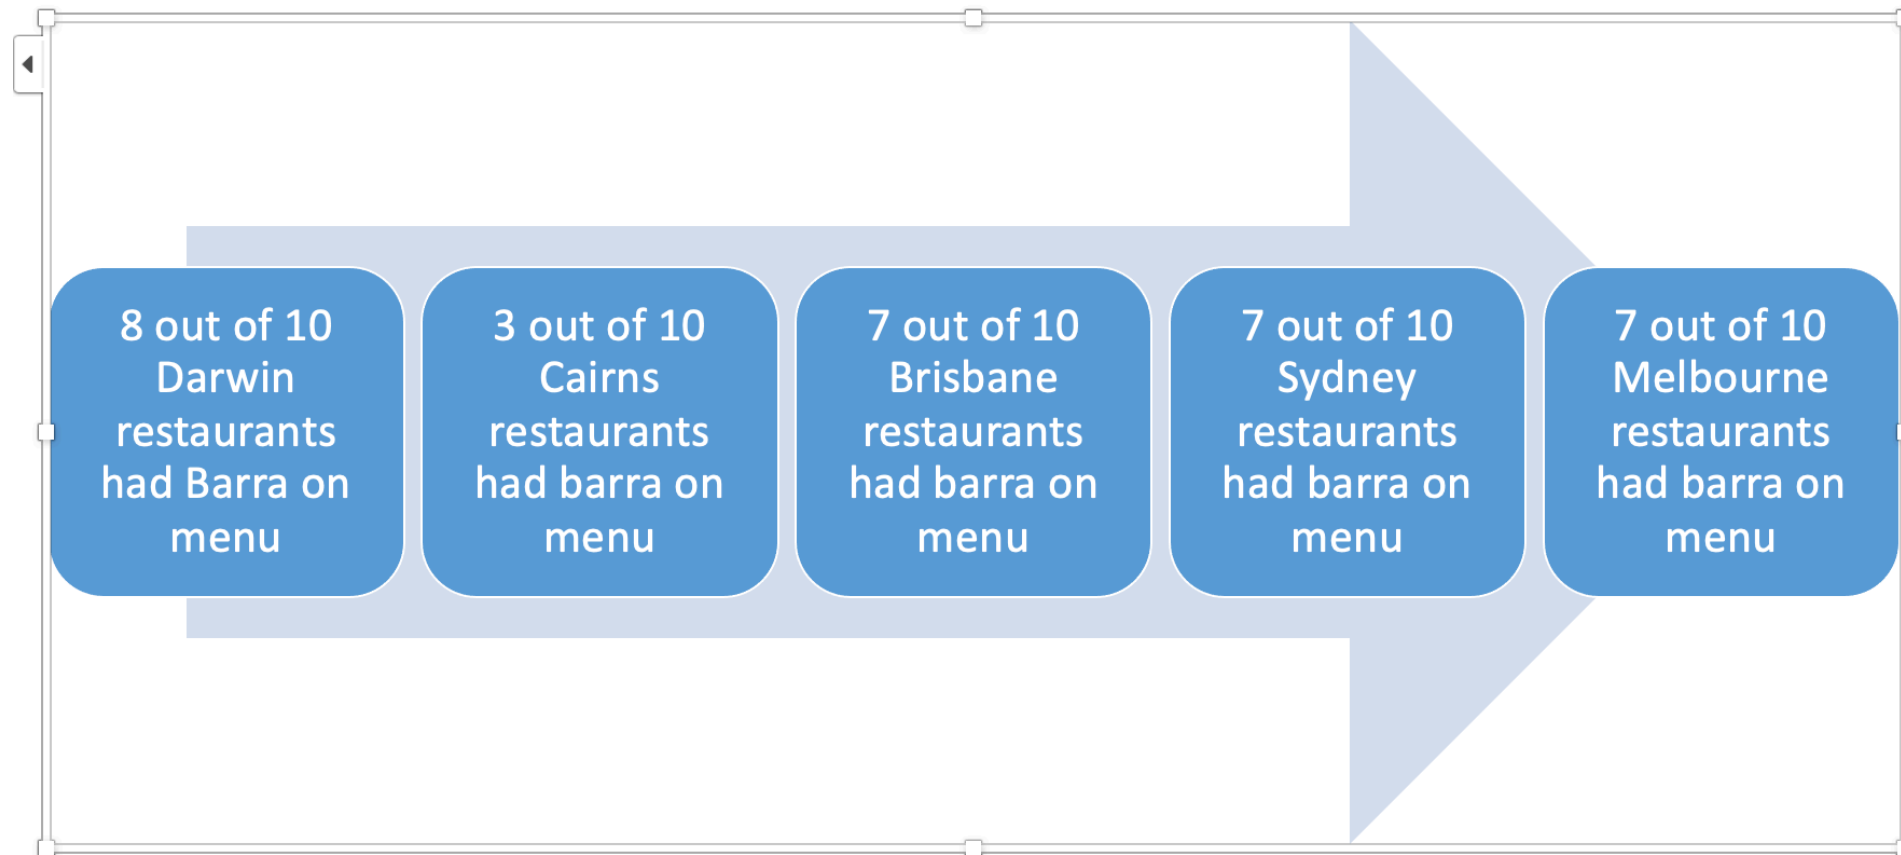 8 out of 10
Darwin
restaurants
had Barra on
menu
3 out of 10
Cairns
restaurants
had barra on
menu
7 out of 10
Brisbane
restaurants
had barra on
menu
7 out of 10
Sydney
restaurants
had barra on
menu
7 out of 10
Melbourne
restaurants
had barra on
menu